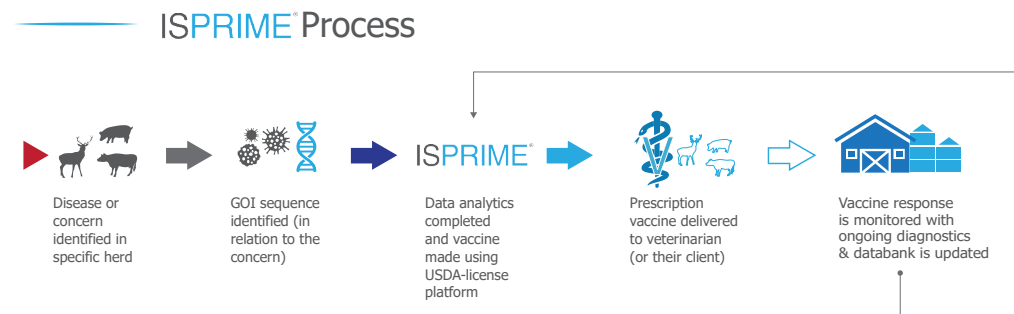 ISPRIME® Process
Disease or
concern
identified in
specific herd
GOI sequence
identified (in
relation to the
concern)
ISPRIME®
Data analytics
completed
and vaccine
made using
USDA-license
platform
Prescription
vaccine delivered
to veterinarian
(or their client)
Vaccine response
is monitored with
ongoing diagnostics
& databank is updated